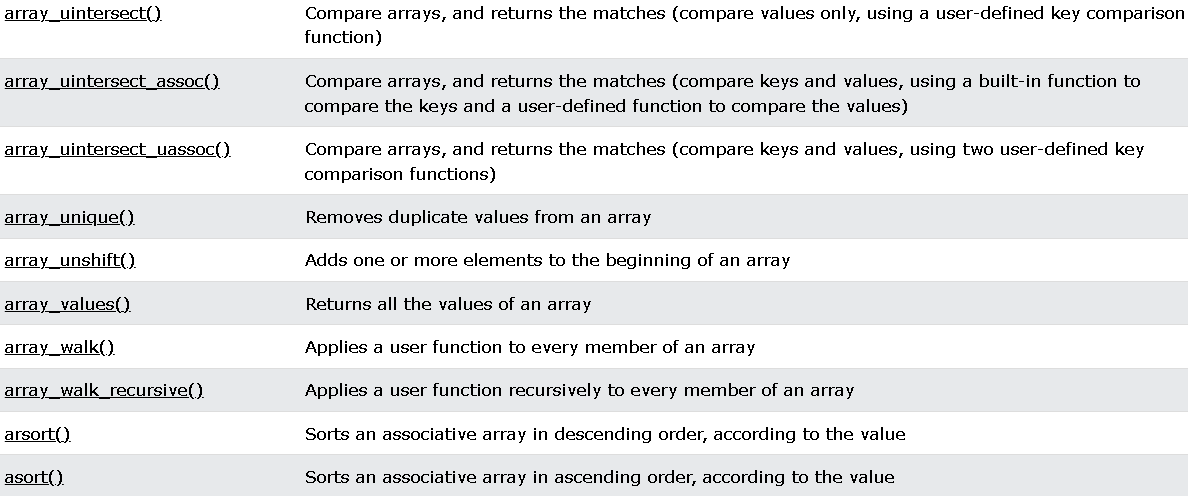 array_uintersect() Compare arrays, and returns the matches (compare values only, using a user-defined key comparison
function)
array_uintersect_assoc() Compare arrays, and returns the matches (compare keys and values, using a built-in function to
compare the keys and a user-defined function to compare the values)
array_uintersect_uassoc() Compare arrays, and returns the matches (compare keys and values, using two user-defined key
comparison functions)
array_unique() Removes duplicate values from an array
array_unshift() Adds one or more elements to the beginning of an array
array_values() Returns all the values of an array
array_walk() Applies a user function to every member of an array
array_walk_recursive() Applies a user function recursively to every member of an array
arsort() Sorts an associative array in descending order, according to the value
asort() Sorts an associative array in ascending order, according to the value